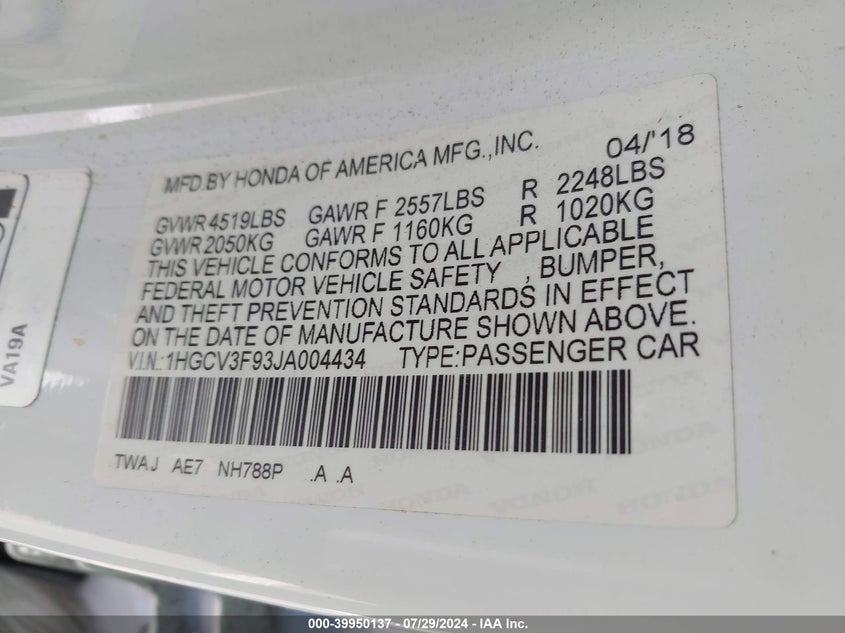 MFD.BY HONDA OF AMERICA MFG.,INC. 04/'18
GVWR 4519LBS GAWR F 2557LBS R 2248LBS
GVWR 2050KG GAWR F 1160KG R 1020KG
THIS VEHICLE CONFORMS TO ALL APPLICABLE
FEDERAL MOTOR VEHICLE SAFETY , BUMPER,
AND THEFT PREVENTION STANDARDS IN EFFECT
ON THE DATE OF MANUFACTURE SHOWN ABOVE.
V.I.N.:1HGCV3F93JA004434 TYPE:PASSENGER CAR
TWAJ AE7 NH788P .A .A
VA19A
000-39950137 - 07/29/2024 - IAA Inc.